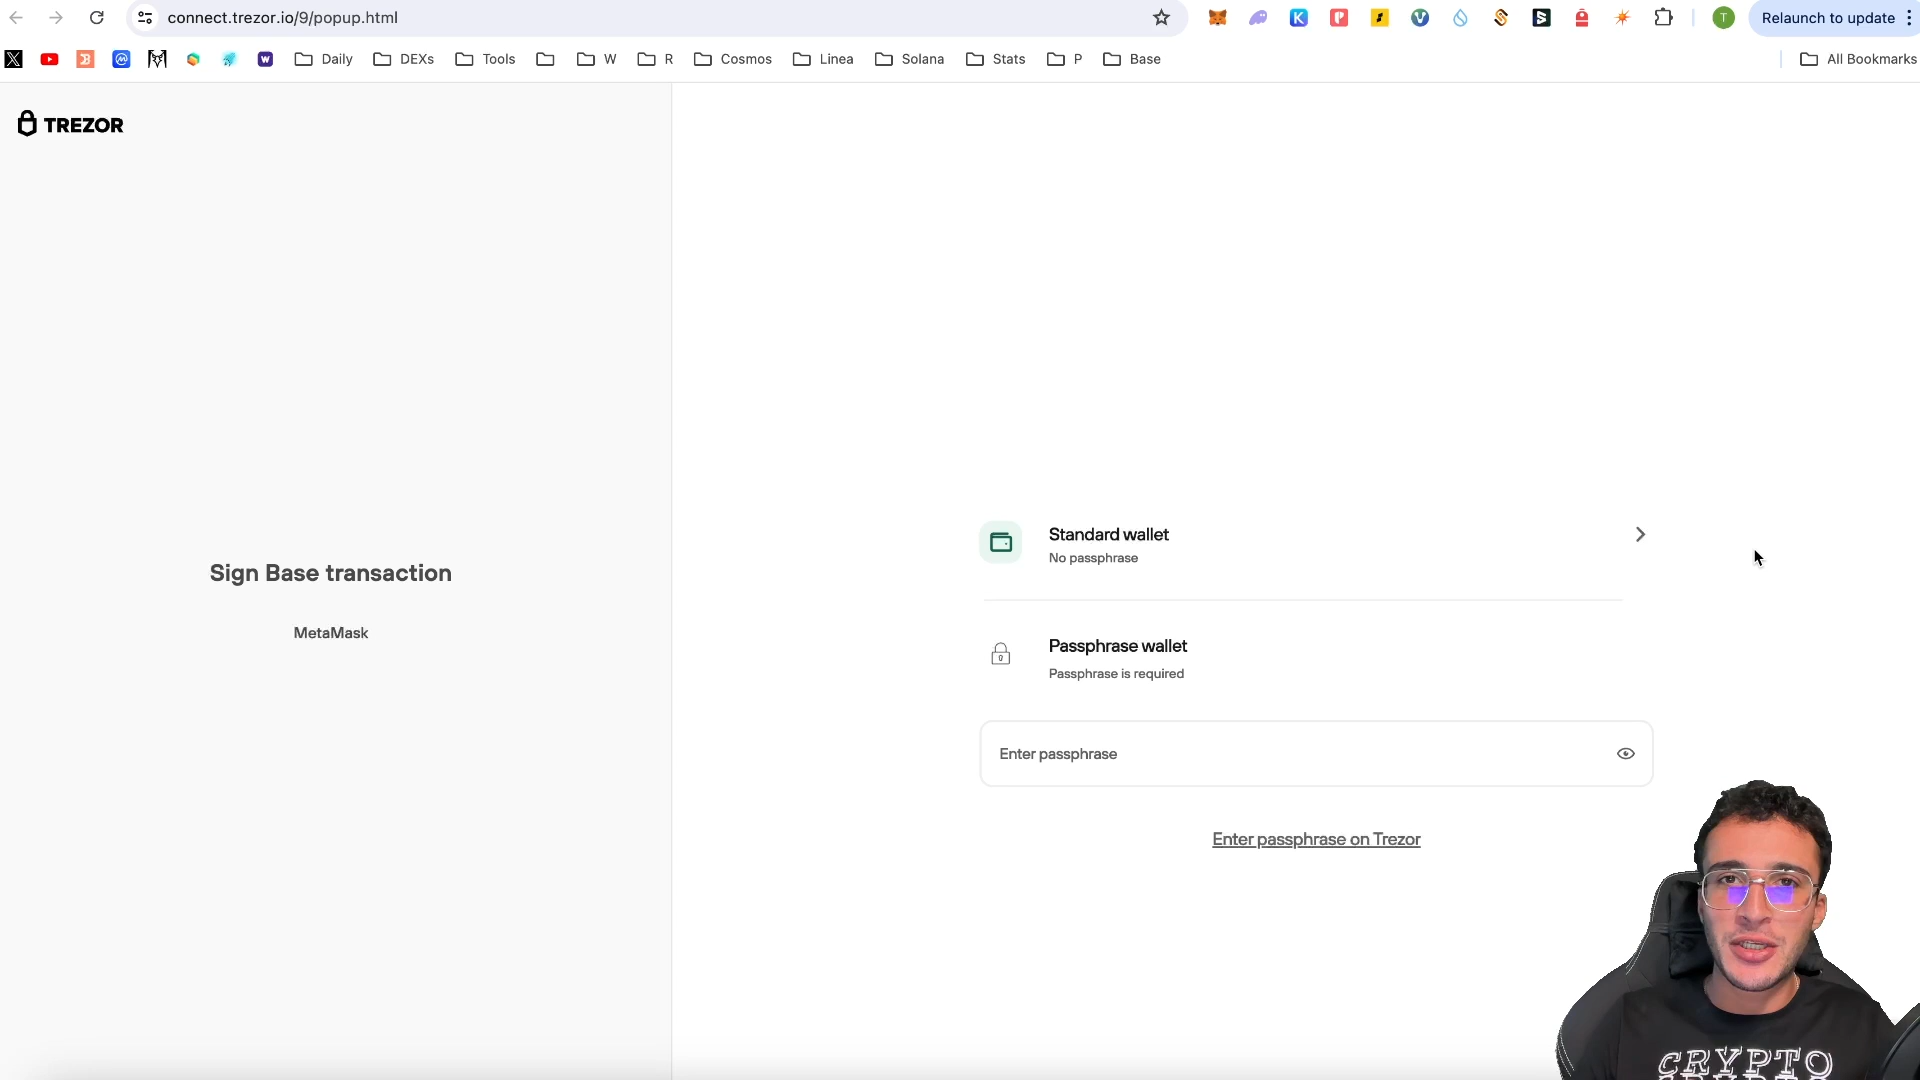 connect.trezor.io/9/popup.html
T
Relaunch to update
Daily
DEXs
Tools
W
R
Cosmos
Linea
Solana
Stats
P
Base
All Bookmarks
TREZOR
Sign Base transaction
MetaMask
Standard wallet
No passphrase
Passphrase wallet
Passphrase is required
Enter passphrase
Enter passphrase on Trezor
CRYPTO